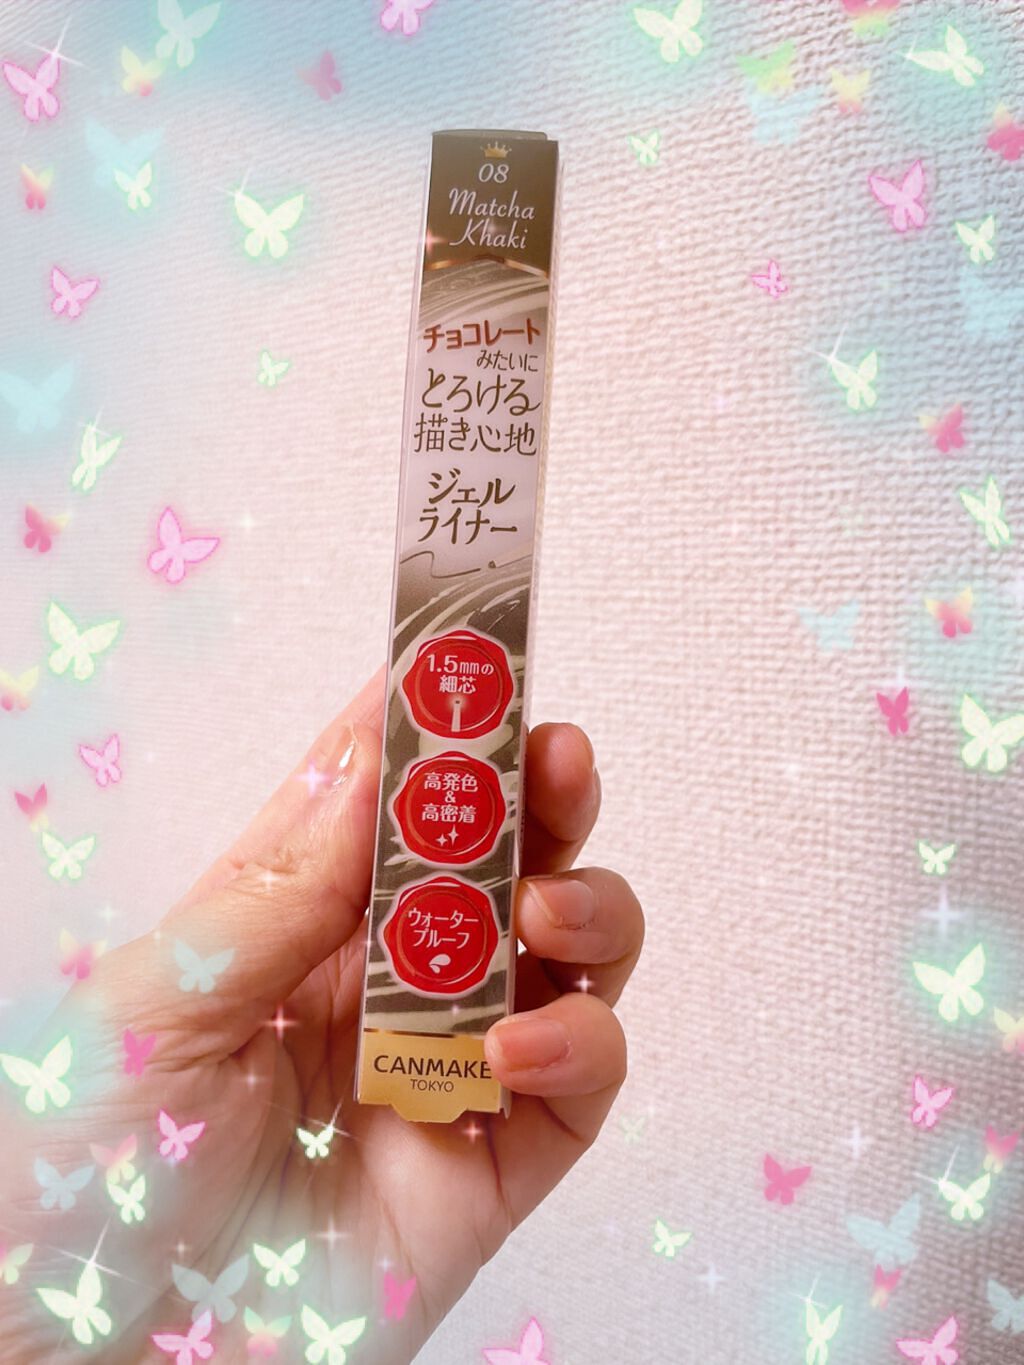 08
Matcha
Khaki
チョコレート
みたいに
とろける
描き心地
ジェル
ライナー
1.5mmの
細芯
高発色
&
高密着
ウォーター
プルーフ
CANMAKE
TOKYO